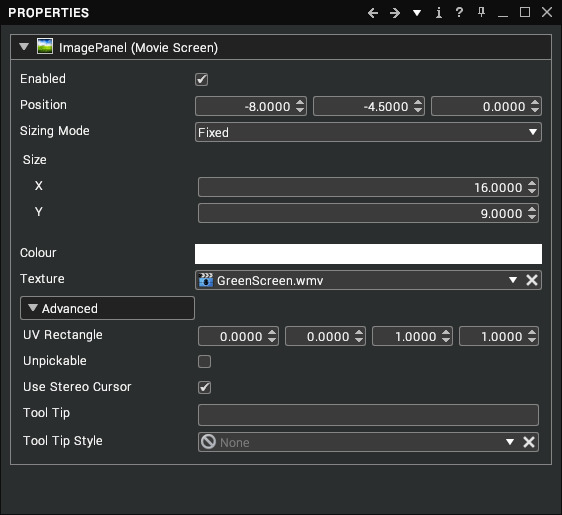 PROPERTIES
ImagePanel (Movie Screen)
Enabled
Position -8.0000 -4.5000 0.0000
Sizing Mode Fixed
Size
X 16.0000
Y 9.0000
Colour
Texture GreenScreen.wmv
Advanced
UV Rectangle 0.0000 0.0000 1.0000 1.0000
Unpickable
Use Stereo Cursor
Tool Tip
Tool Tip Style None